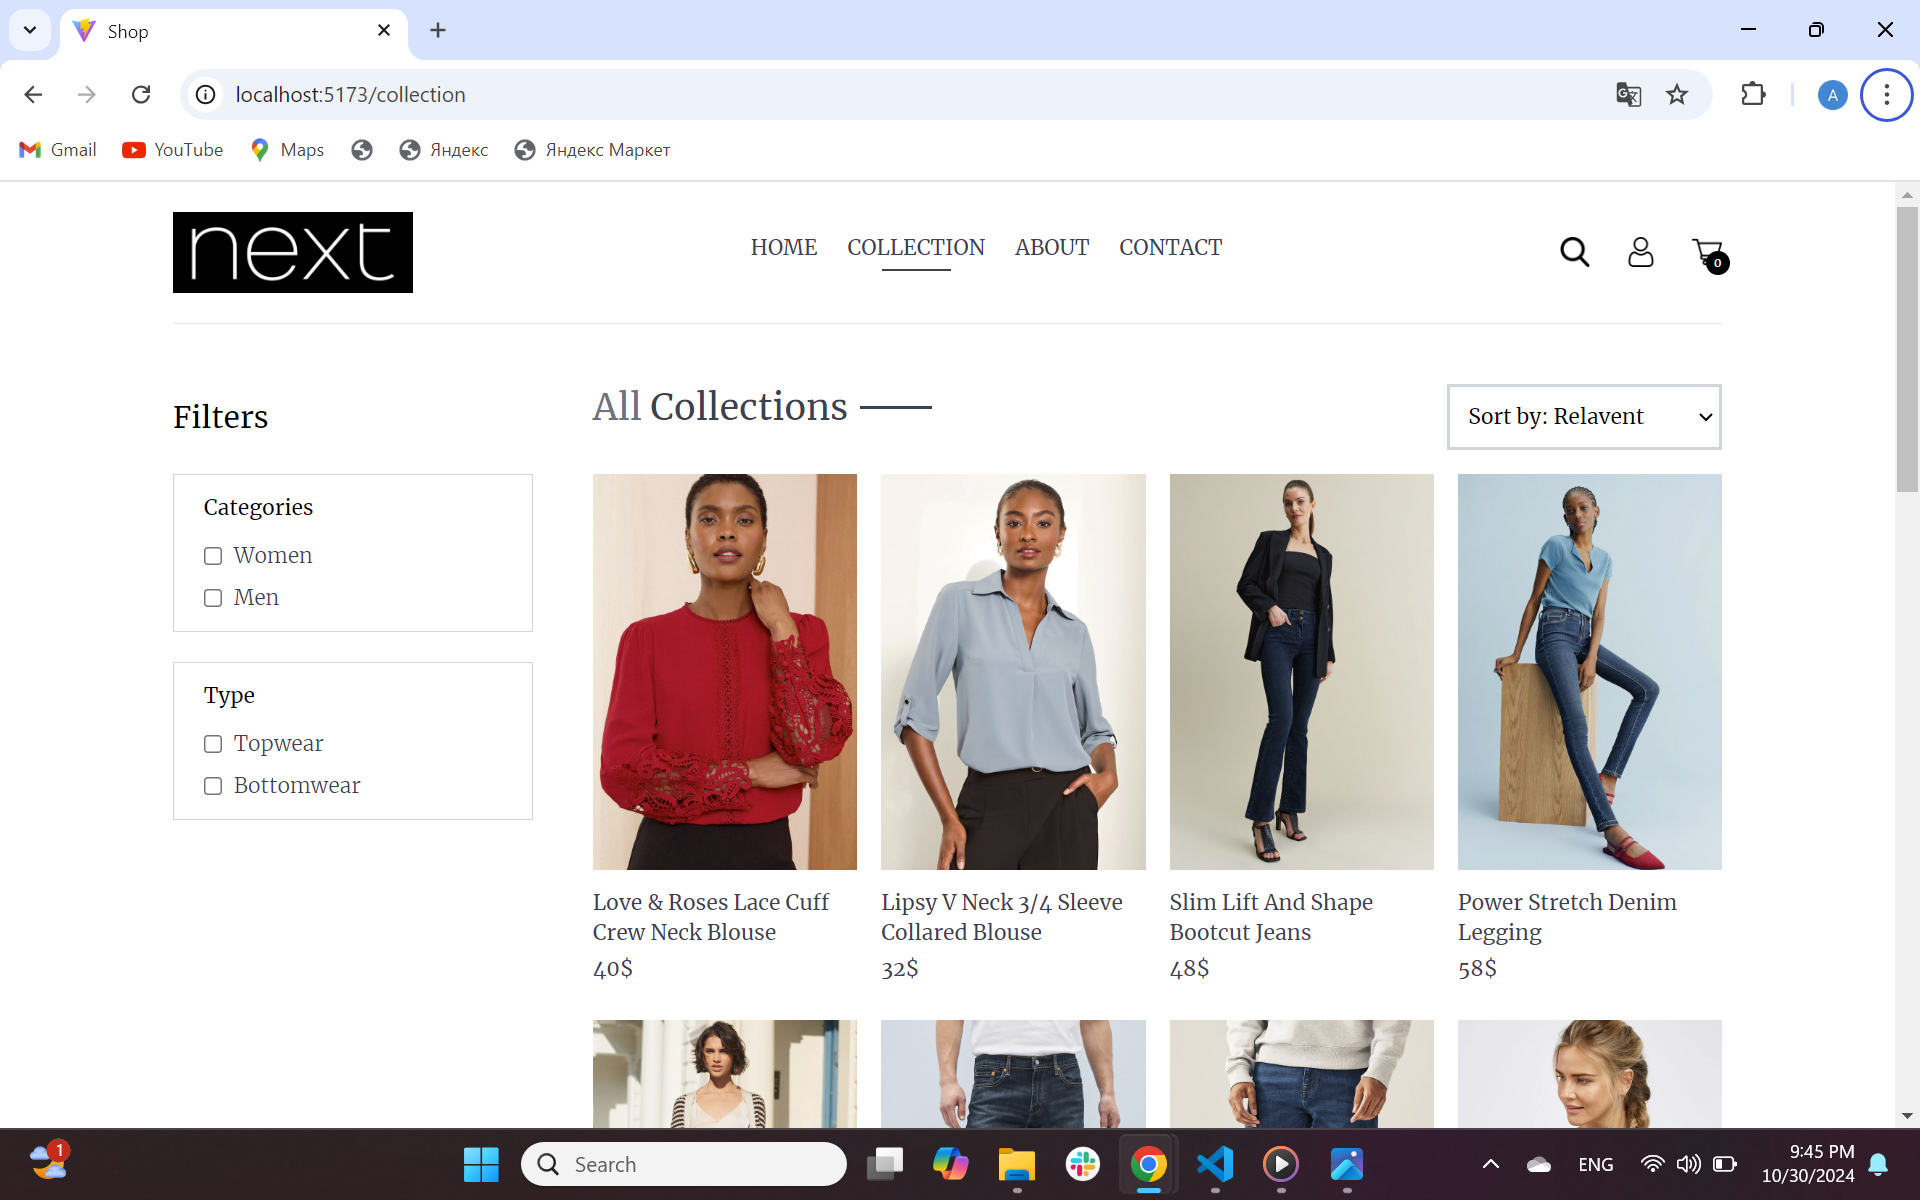 Shop
localhost:5173/collection
A
Gmail
YouTube
Maps
Яндекс
Яндекс Маркет
next
HOME
COLLECTION
ABOUT
CONTACT
0
Filters
All Collections
Sort by: Relavent
Categories
Women
Men
Type
Topwear
Bottomwear
Love & Roses Lace Cuff
Crew Neck Blouse
40$
Lipsy V Neck 3/4 Sleeve
Collared Blouse
32$
Slim Lift And Shape
Bootcut Jeans
48$
Power Stretch Denim
Legging
58$
1
Search
ENG
9:45 PM
10/30/2024